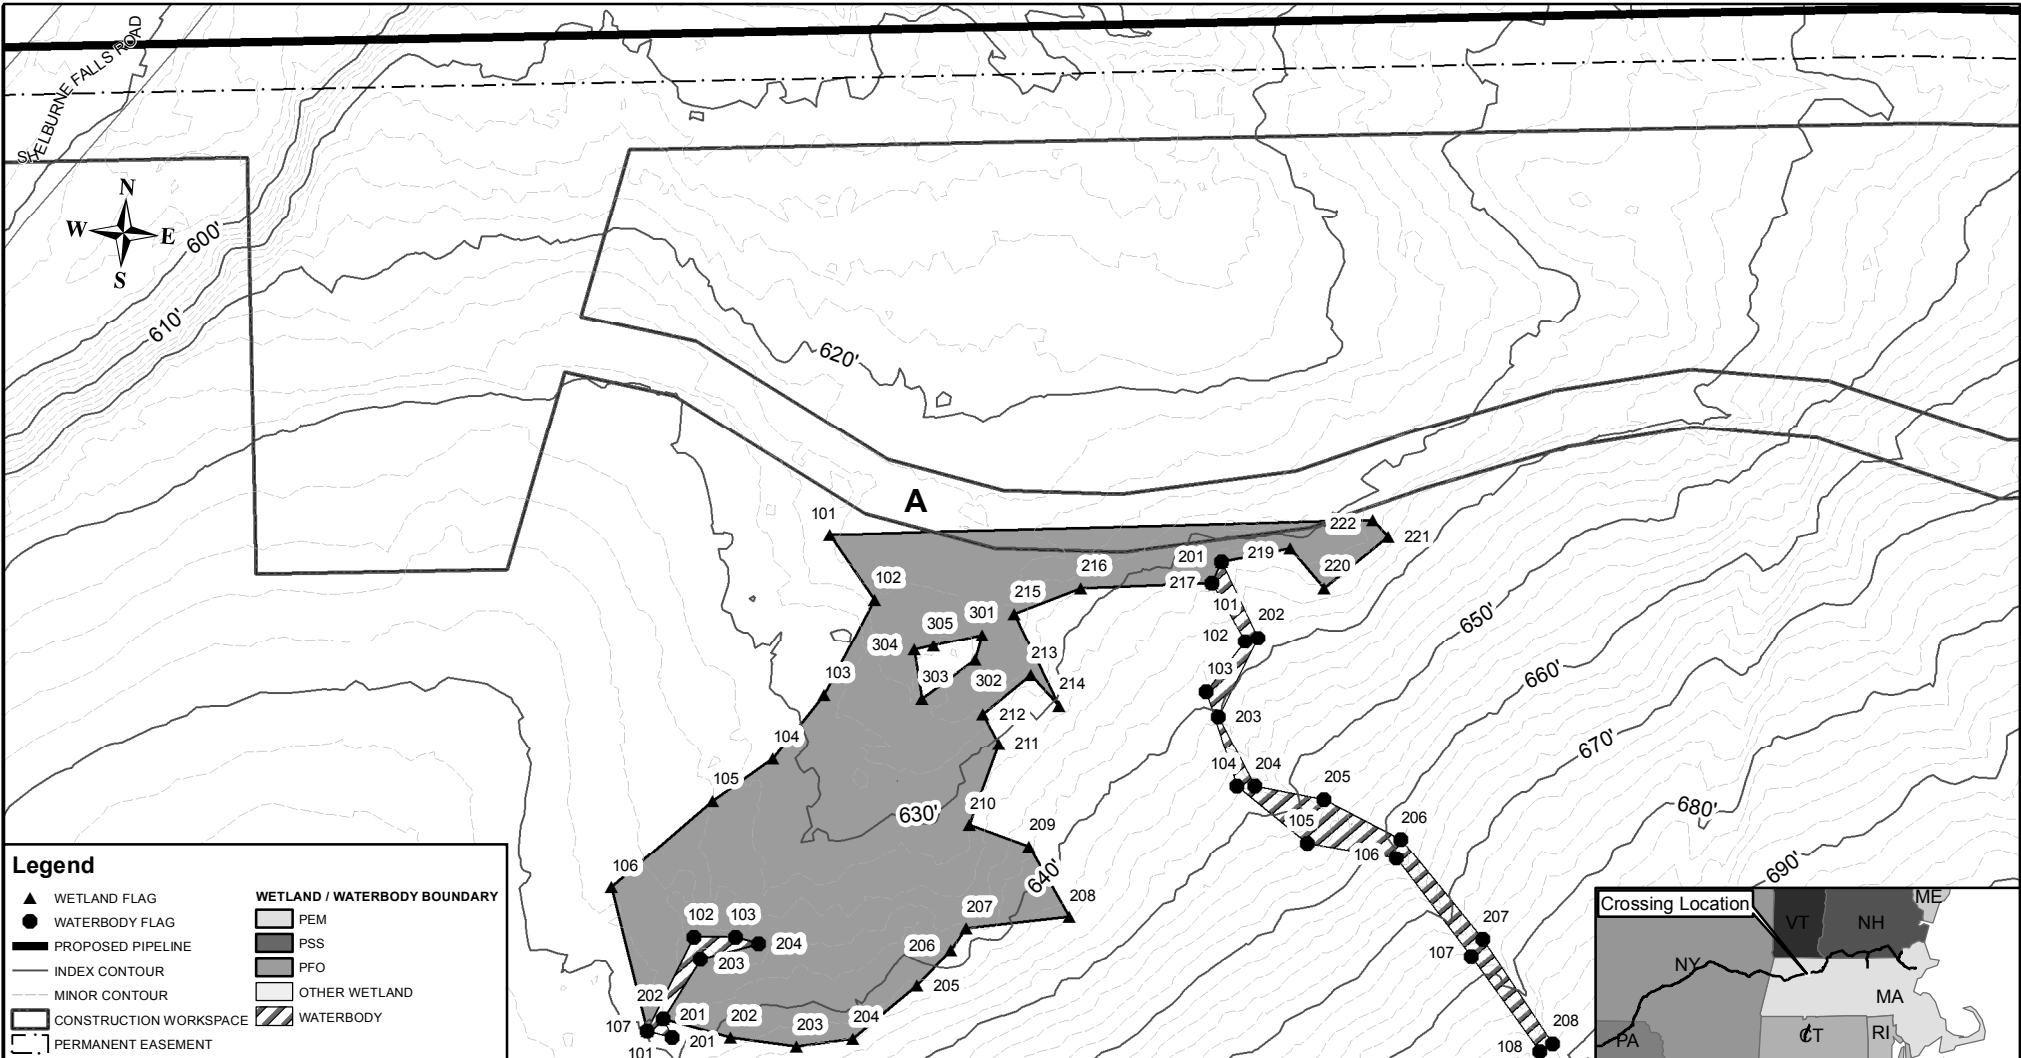 SHELBURNE FALLS ROAD
N
W E
S
600'
610'
620'
A
101
222
221
201
219
102
216
217
220
215
301
101
305
202
304
102
213
103
303
302
103
214
212
203
211
104
650'
660'
105
104
204
205
670'
210
630'
105
206
680'
209
106
106
640'
690'
208
207
102
103
204
206
203
207
107
205
202
201
107
202
203
204
208
201
101
108
Legend
WETLAND FLAG
WATERBODY FLAG
PROPOSED PIPELINE
INDEX CONTOUR
MINOR CONTOUR
CONSTRUCTION WORKSPACE
PERMANENT EASEMENT
WETLAND / WATERBODY BOUNDARY
PEM
PSS
PFO
OTHER WETLAND
WATERBODY
Crossing Location
ME
VT
NH
NY
MA
CT
RI
PA